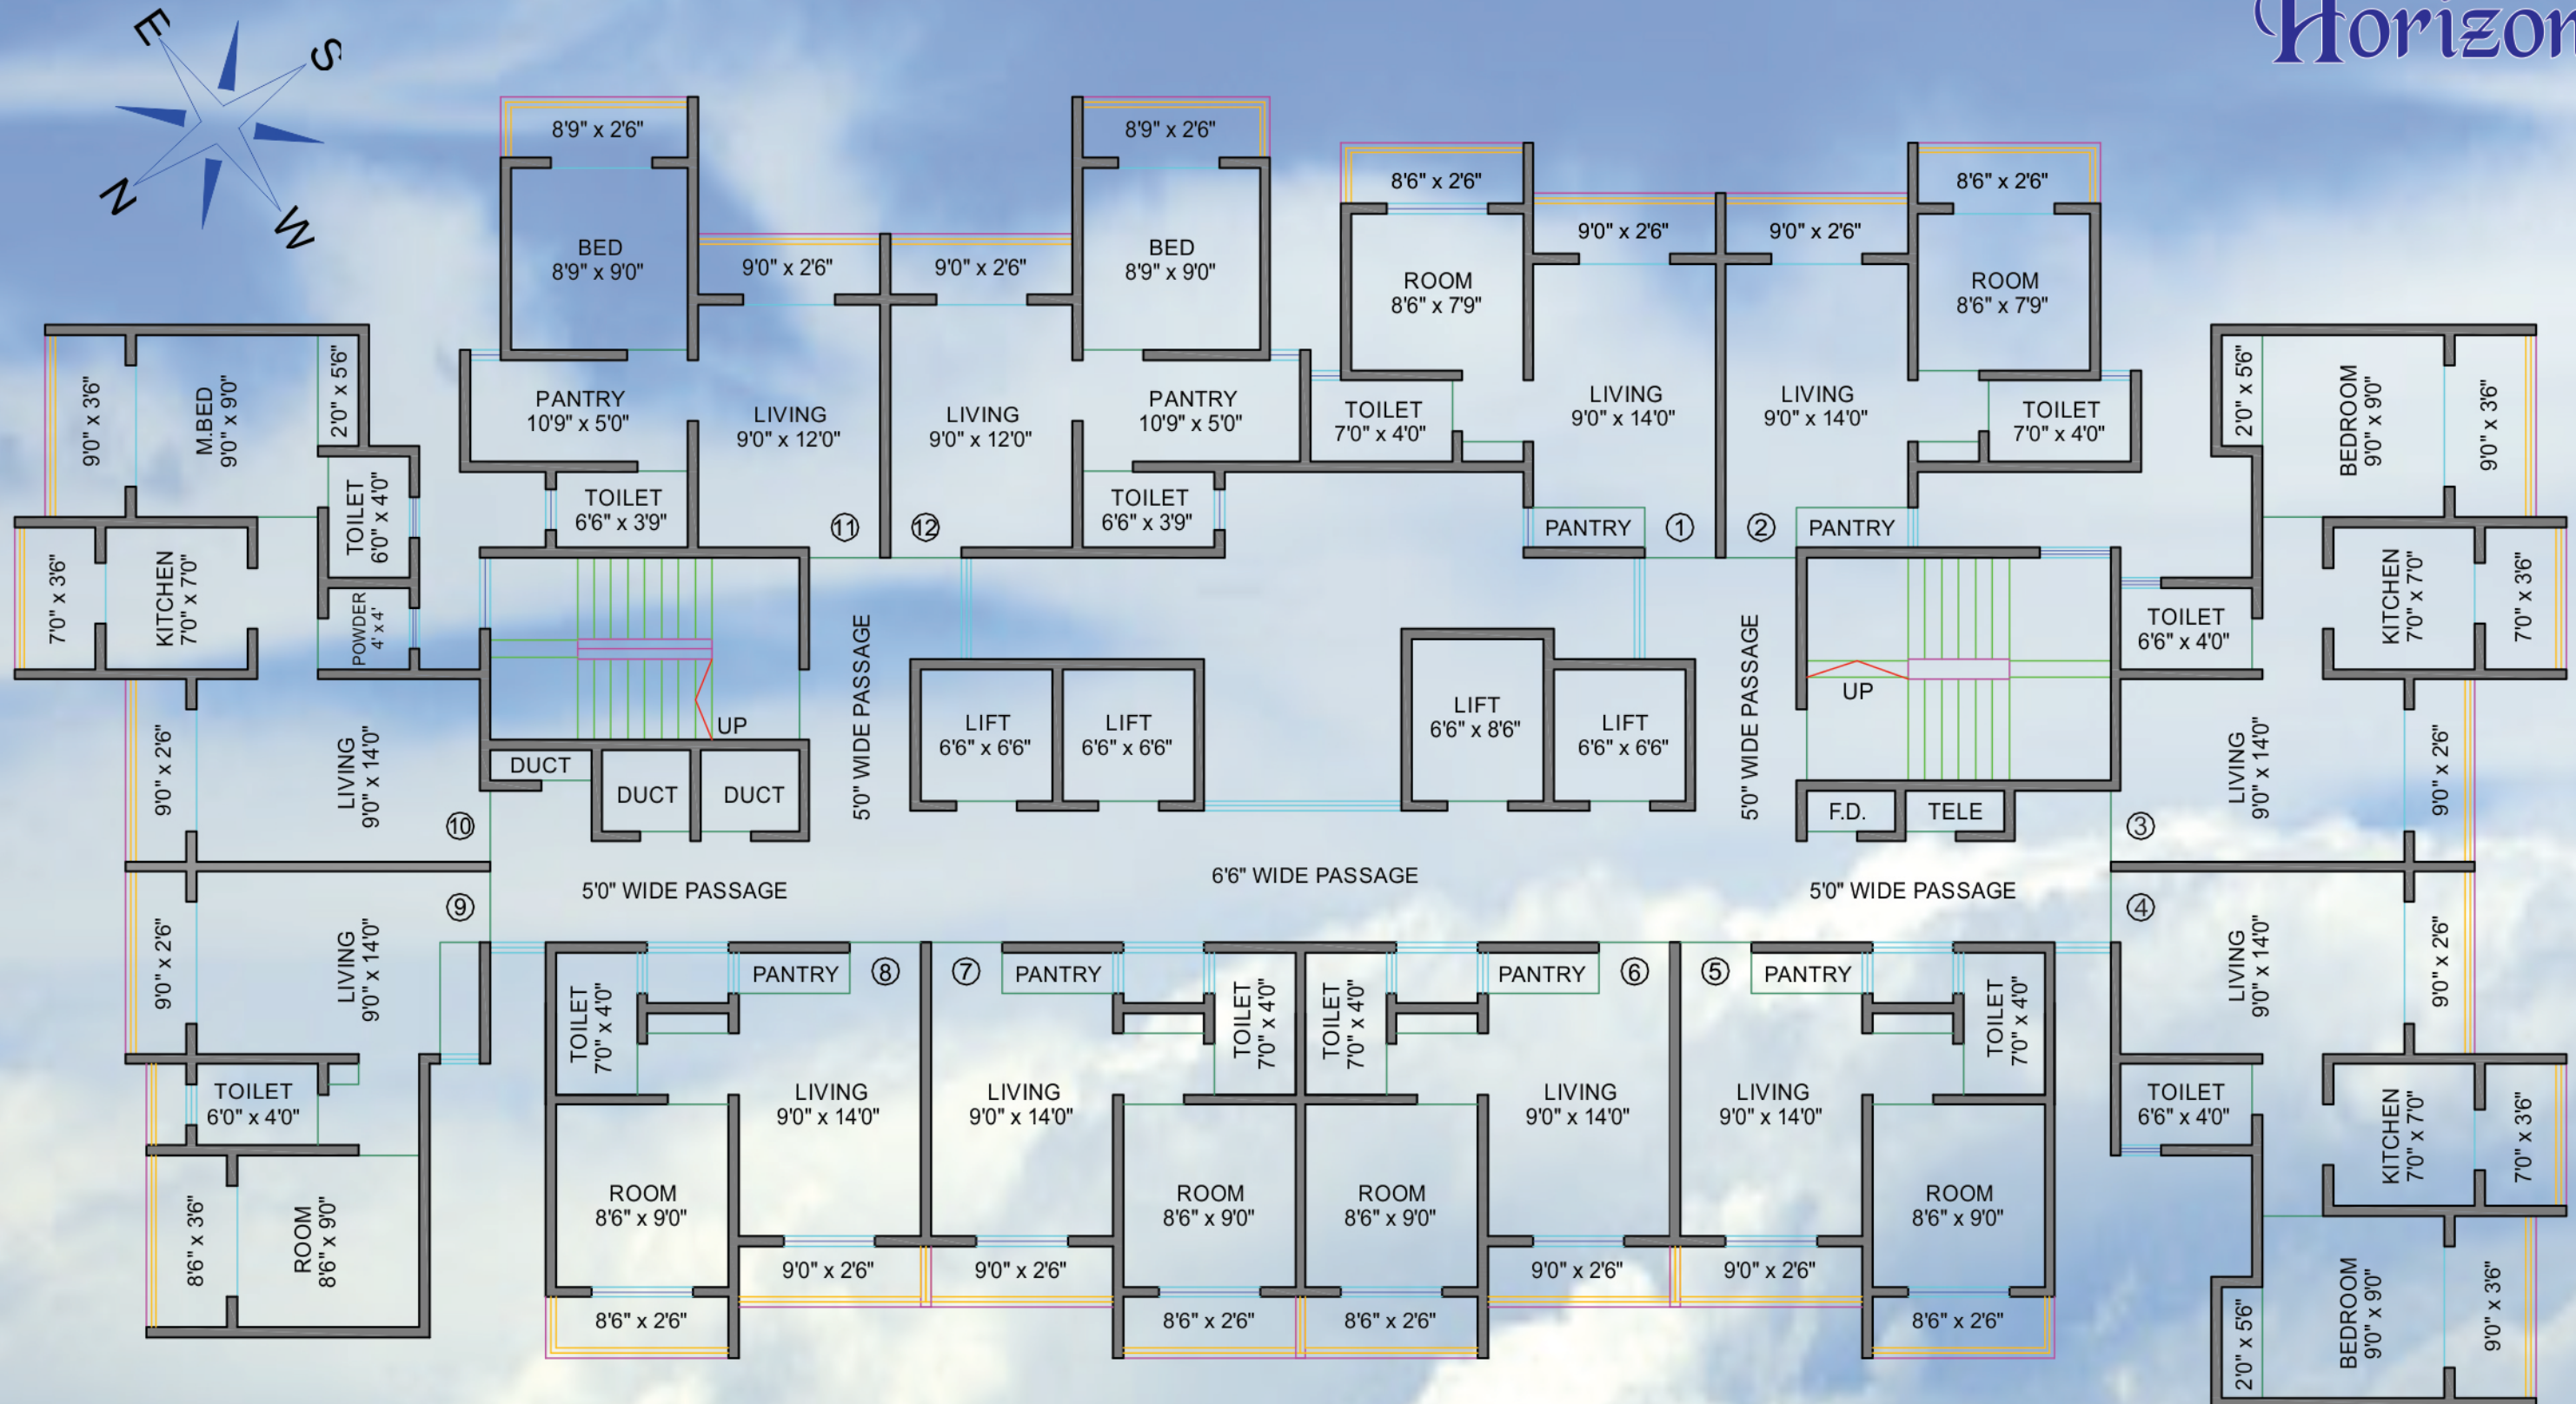 Horizon
E
S
N
W
8'9" x 2'6"
BED
8'9" x 9'0"
9'0" x 2'6"
9'0" x 2'6"
8'9" x 2'6"
BED
8'9" x 9'0"
8'6" x 2'6"
ROOM
8'6" x 7'9"
9'0" x 2'6"
9'0" x 2'6"
8'6" x 2'6"
ROOM
8'6" x 7'9"
9'0" x 3'6"
M.BED
9'0" x 9'0"
2'0" x 5'6"
PANTRY
10'9" x 5'0"
LIVING
9'0" x 12'0"
LIVING
9'0" x 12'0"
PANTRY
10'9" x 5'0"
TOILET
7'0" x 4'0"
LIVING
9'0" x 14'0"
LIVING
9'0" x 14'0"
TOILET
7'0" x 4'0"
2'0" x 5'6"
BEDROOM
9'0" x 9'0"
9'0" x 3'6"
TOILET
6'0" x 4'0"
TOILET
6'6" x 3'9"
11
12
TOILET
6'6" x 3'9"
PANTRY
1
2
PANTRY
7'0" x 3'6"
KITCHEN
7'0" x 7'0"
POWDER
4' x 4'
TOILET
6'6" x 4'0"
KITCHEN
7'0" x 7'0"
7'0" x 3'6"
UP
5'0" WIDE PASSAGE
LIFT
6'6" x 6'6"
LIFT
6'6" x 6'6"
LIFT
6'6" x 8'6"
LIFT
6'6" x 6'6"
5'0" WIDE PASSAGE
UP
9'0" x 2'6"
LIVING
9'0" x 14'0"
10
DUCT
DUCT
DUCT
F.D.
TELE
3
LIVING
9'0" x 14'0"
9'0" x 2'6"
5'0" WIDE PASSAGE
6'6" WIDE PASSAGE
5'0" WIDE PASSAGE
9'0" x 2'6"
LIVING
9'0" x 14'0"
9
4
LIVING
9'0" x 14'0"
9'0" x 2'6"
TOILET
7'0" x 4'0"
PANTRY
8
7
PANTRY
TOILET
7'0" x 4'0"
TOILET
7'0" x 4'0"
PANTRY
6
5
PANTRY
TOILET
7'0" x 4'0"
TOILET
6'0" x 4'0"
LIVING
9'0" x 14'0"
LIVING
9'0" x 14'0"
LIVING
9'0" x 14'0"
LIVING
9'0" x 14'0"
TOILET
6'6" x 4'0"
KITCHEN
7'0" x 7'0"
7'0" x 3'6"
8'6" x 3'6"
ROOM
8'6" x 9'0"
ROOM
8'6" x 9'0"
ROOM
8'6" x 9'0"
ROOM
8'6" x 9'0"
ROOM
8'6" x 9'0"
9'0" x 2'6"
9'0" x 2'6"
9'0" x 2'6"
9'0" x 2'6"
8'6" x 2'6"
8'6" x 2'6"
8'6" x 2'6"
8'6" x 2'6"
2'0" x 5'6"
BEDROOM
9'0" x 9'0"
9'0" x 3'6"